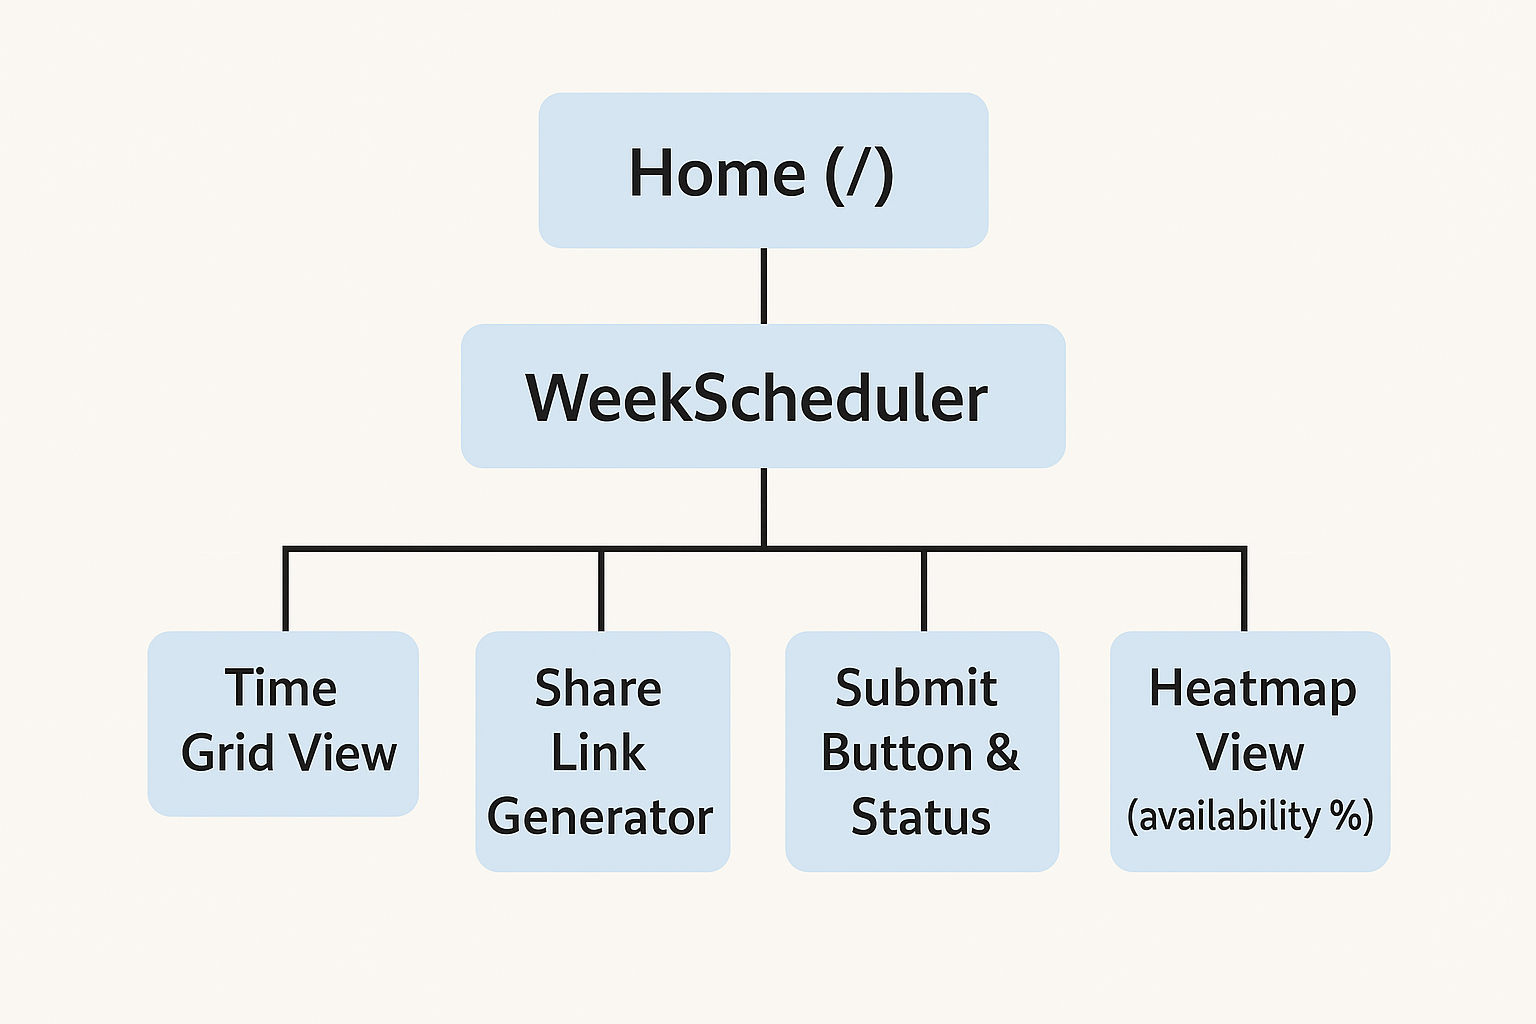 Home (/)
WeekScheduler
Time
Grid View
Share
Link
Generator
Submit
Button &
Status
Heatmap
View
(availability %)